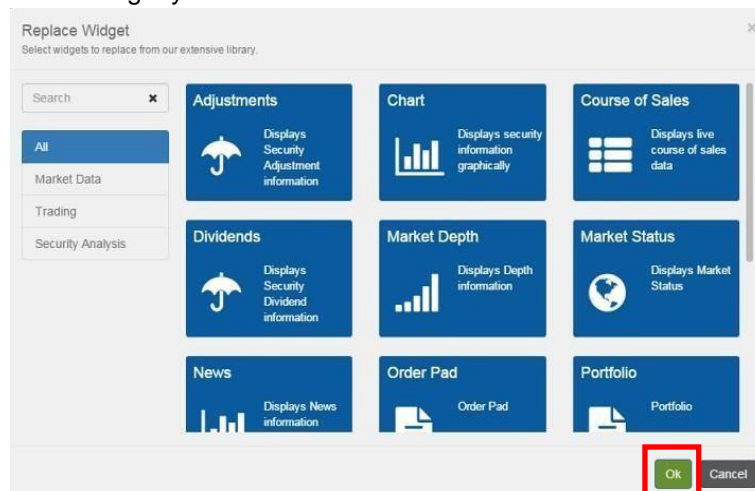 Replace Widget
Select widgets to replace from our extensive library.
Search
All
Market Data
Trading
Security Analysis
Adjustments
Displays
Security
Adjustment
information
Chart
Displays security
information
graphically
Course of Sales
Displays live
course of sales
data
Dividends
Displays
Security
Dividend
information
Market Depth
Displays Depth
information
Market Status
Displays Market
Status
News
Displays News
information
Order Pad
Order Pad
Portfolio
Portfolio
Ok
Cancel